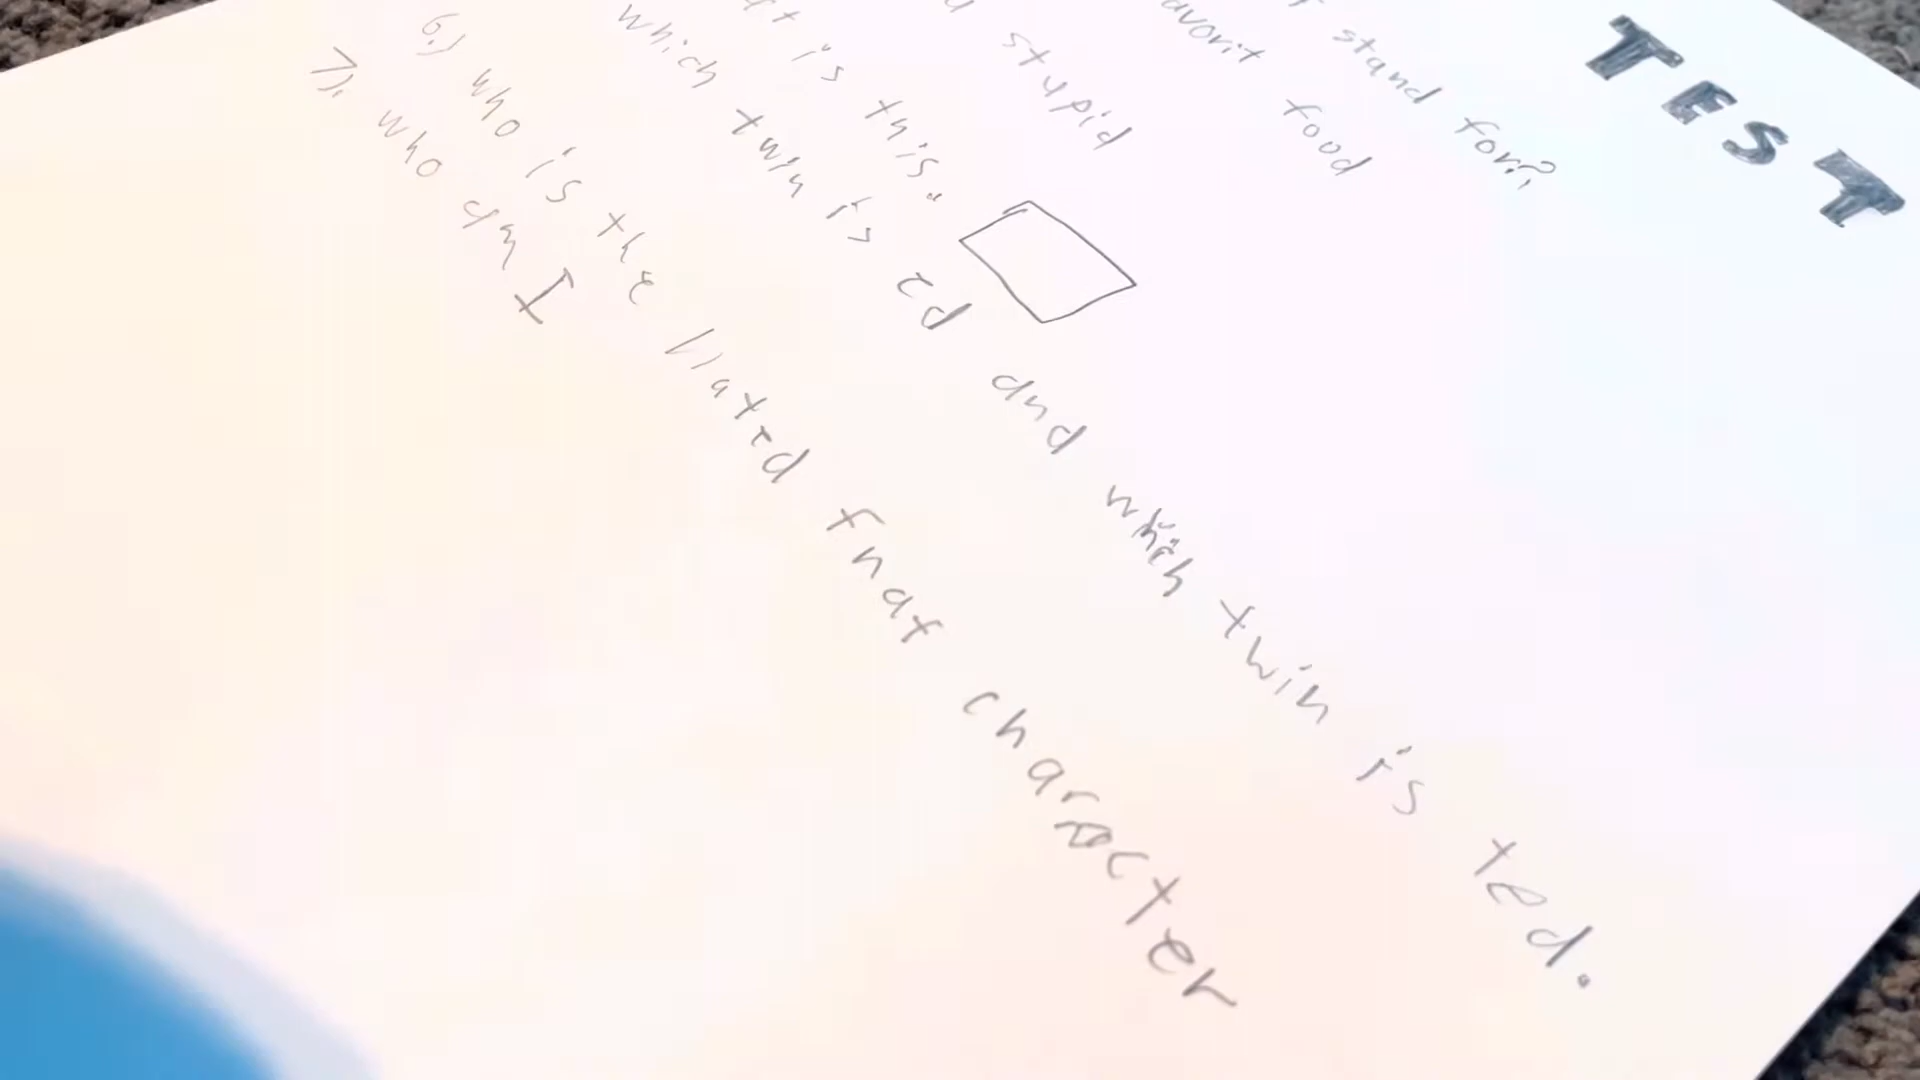 TEST
stand for?
food
stupid
is this.
which twin is ed and which twin is ted.
6.) who is the hated fnaf character
7). who am I